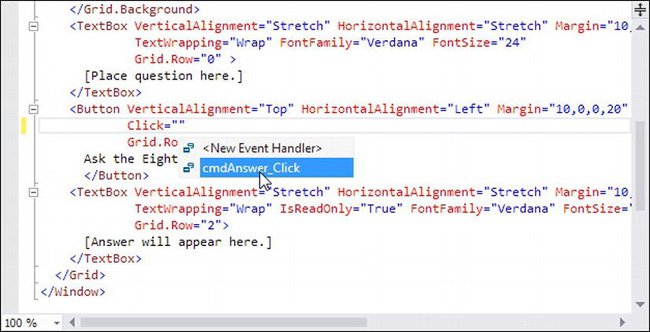 </Grid.Background>
<TextBox VerticalAlignment="Stretch" HorizontalAlignment="Stretch" Margin="10,
TextWrapping="Wrap" FontFamily="Verdana" FontSize="24"
Grid.Row="0" >
[Place question here.]
</TextBox>
<Button VerticalAlignment="Top" HorizontalAlignment="Left" Margin="10,0,0,20"
Click=""
Grid.Ro
<New Event Handler>
Ask the Eight
cmdAnswer_Click
</Button>
<TextBox VerticalAlignment="Stretch" HorizontalAlignment="Stretch" Margin="10,
TextWrapping="Wrap" IsReadOnly="True" FontFamily="Verdana" FontSize="
Grid.Row="2">
[Answer will appear here.]
</TextBox>
</Grid>
</Window>
100 %